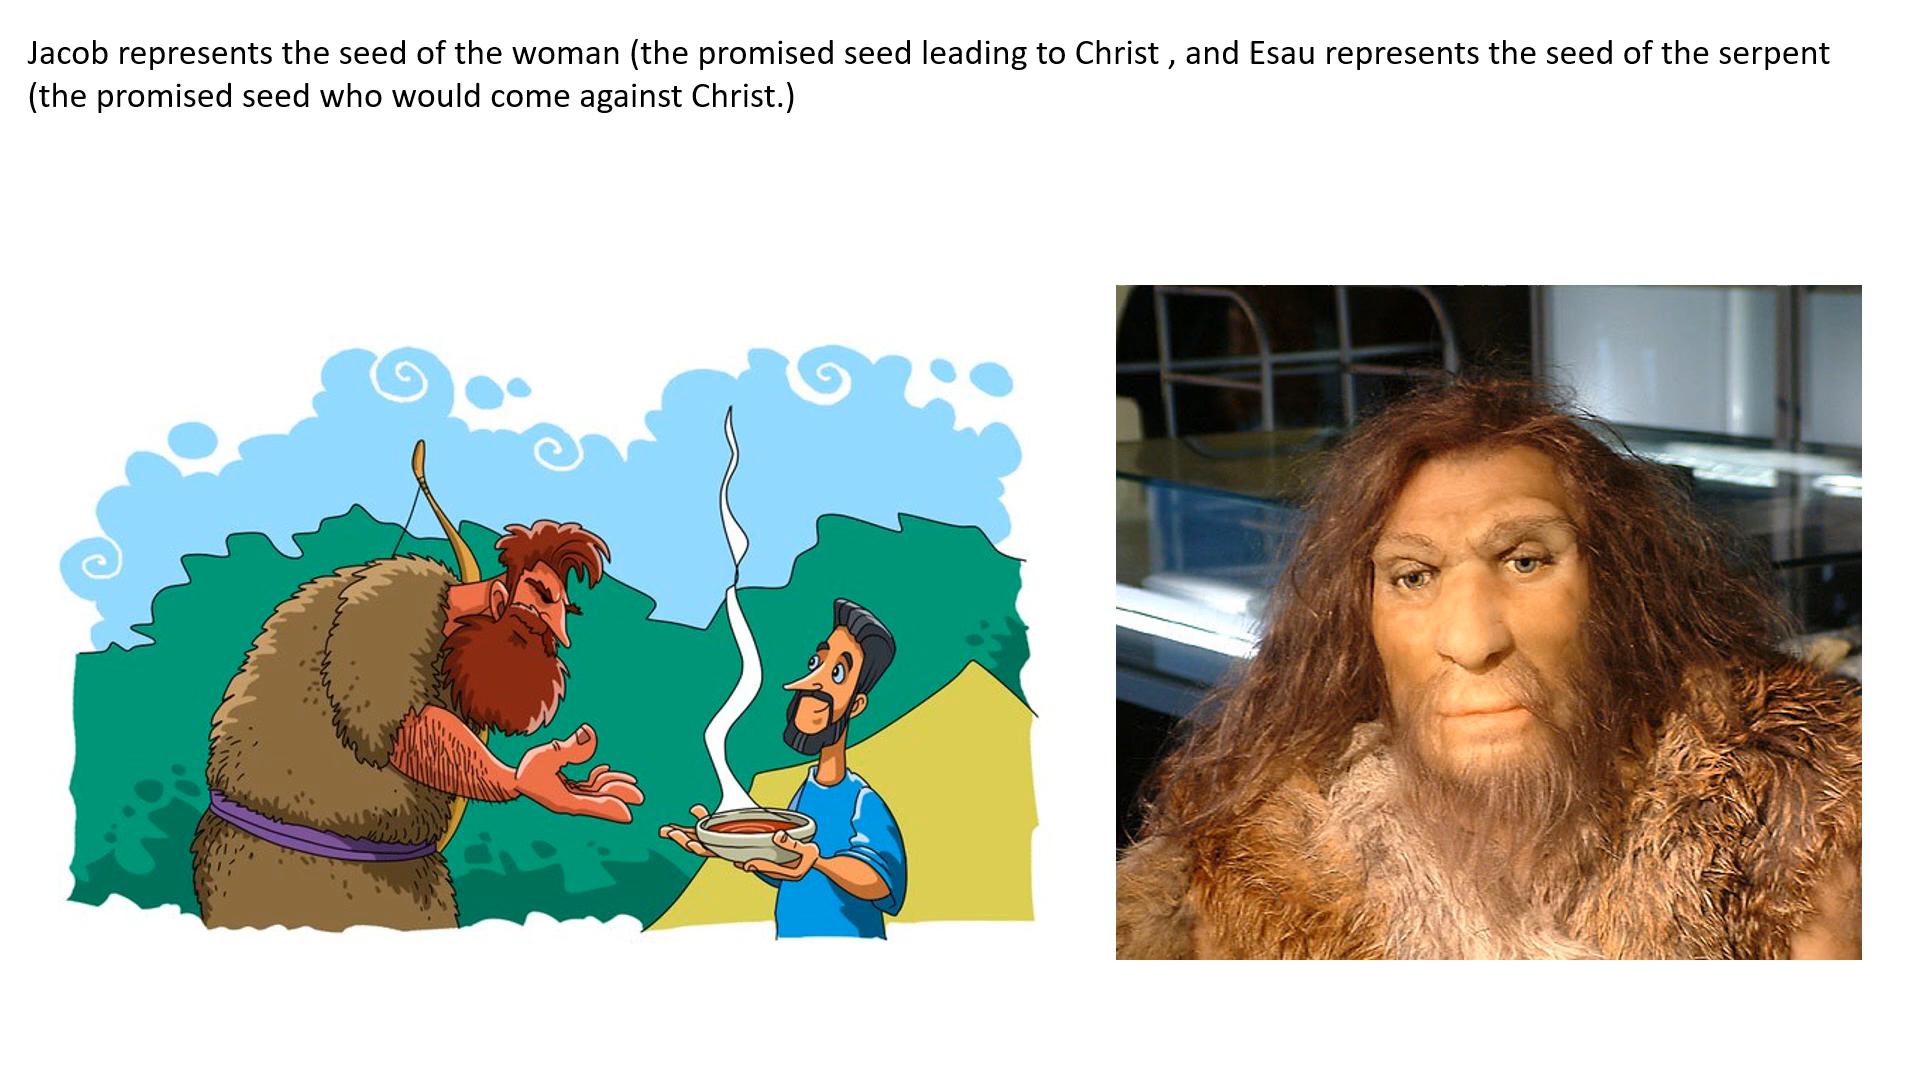 Jacob represents the seed of the woman (the promised seed leading to Christ , and Esau represents the seed of the serpent
(the promised seed who would come against Christ.)